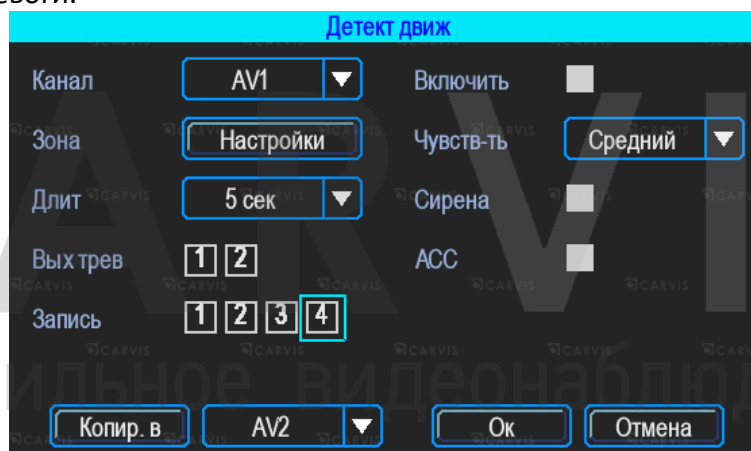 Детект движ
Канал AV1 Включить
Зона Настройки Чувств-ть Средний
Длит 5 сек Сирена
Вых трев 1 2 ACC
Запись 1 2 3 4
Копир. в AV2 Ок Отмена